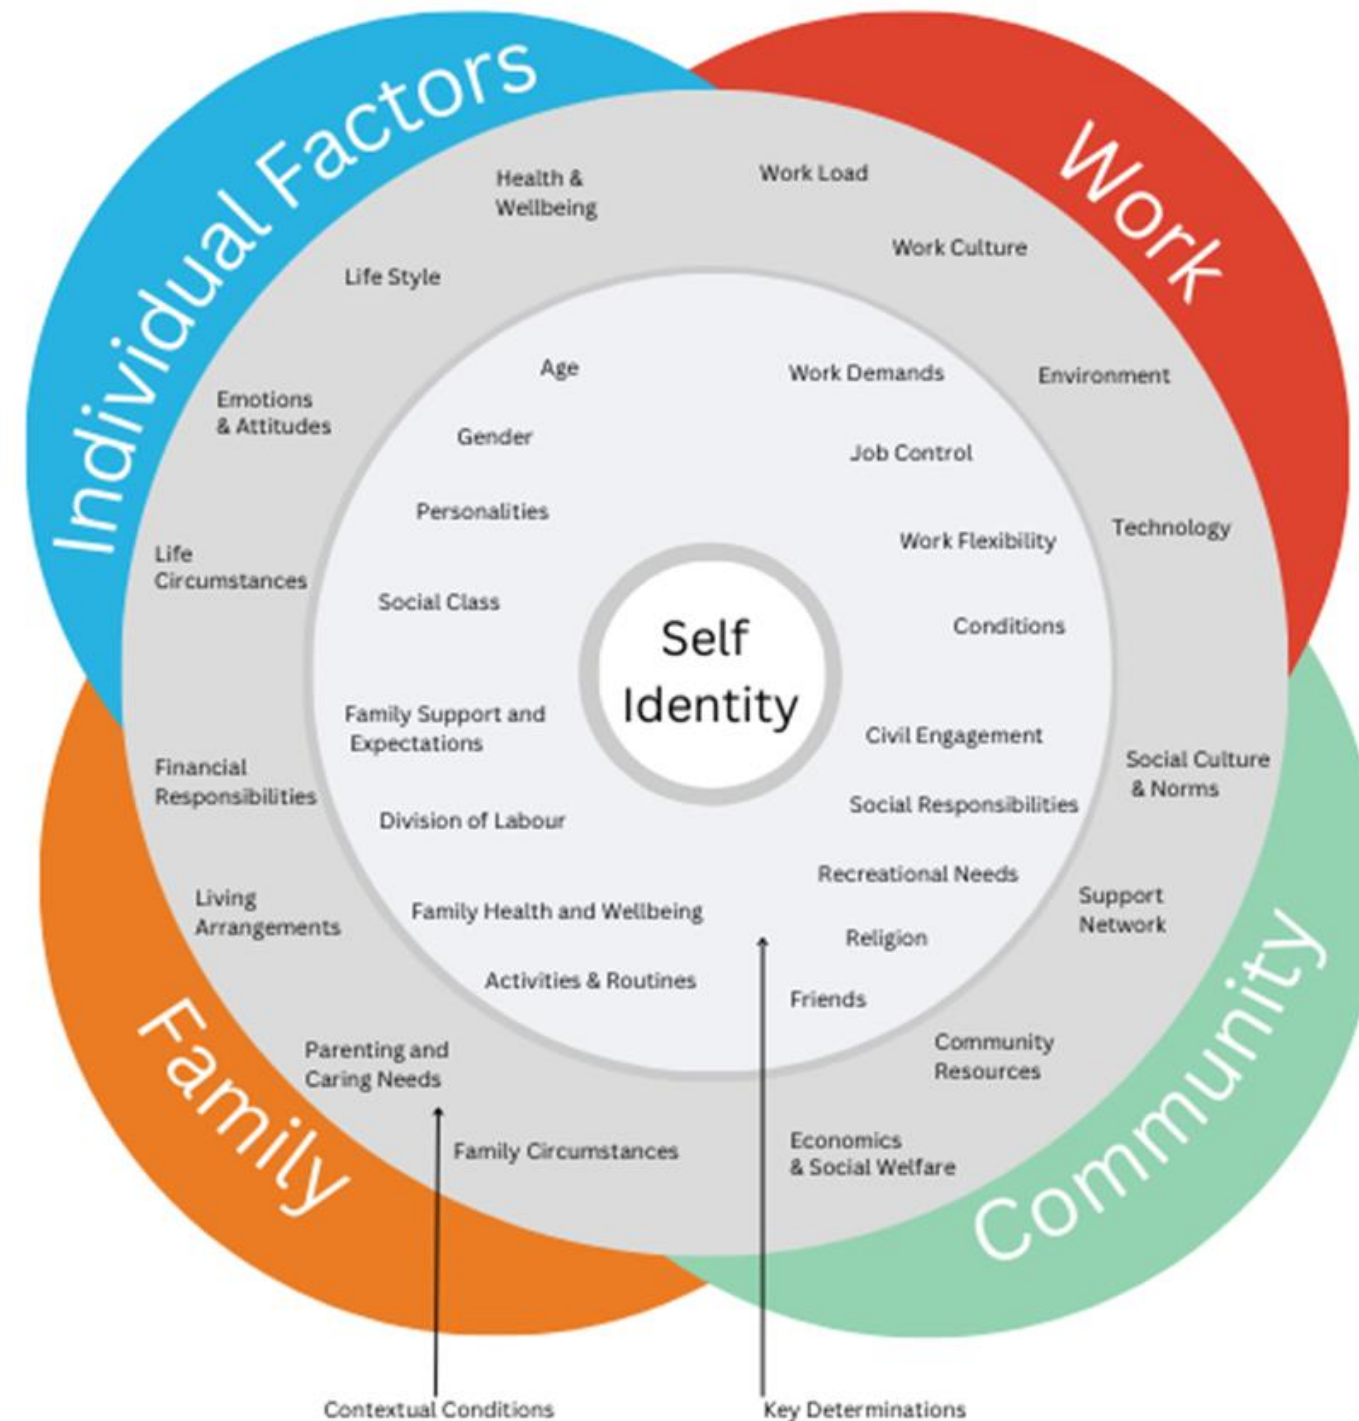 Individual Factors
Work
Health &
Wellbeing
Work Load
Work Culture
Life Style
Age
Work Demands
Environment
Emotions
& Attitudes
Gender
Job Control
Personalities
Technology
Work Flexibility
Life
Circumstances
Social Class
Conditions
Self
Identity
Family Support and
Expectations
Civil Engagement
Financial
Responsibilities
Social Culture
& Norms
Division of Labour
Social Responsibilities
Recreational Needs
Living
Arrangements
Family Health and Wellbeing
Support
Network
Religion
Activities & Routines
Friends
Parenting and
Caring Needs
Community
Resources
Family Circumstances
Economics
& Social Welfare
Family
Community
Contextual Conditions
Key Determinations